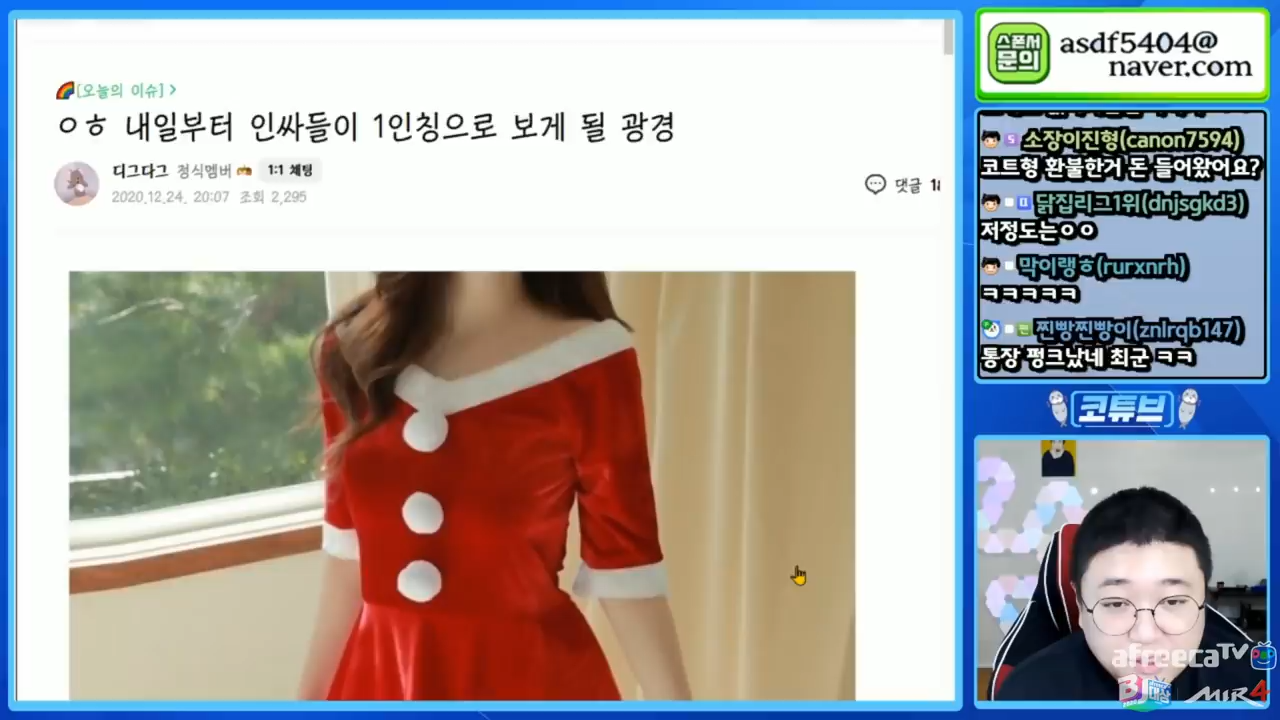 [오늘의 이슈] >
ㅇㅎ 내일부터 인싸들이 1인칭으로 보게 될 광경
디그다그 정식멤버 1:1 채팅
2020.12.24. 20:07 조회 2,295
댓글
스폰서
문의
asdf5404@
naver.com
소장이진형(canon7594)
코트형 환불한거 돈 들어왔어요?
닭집리그1위(dnjsgkd3)
저정도는ㅇㅇ
막이랭ㅎ(rurxnrh)
ㅋㅋㅋㅋㅋ
찐빵찐빵이(znlrqb147)
통장 펑크났네 최군 ㅋㅋ
코튜브
afreecaTV
BJ대상 MIR4